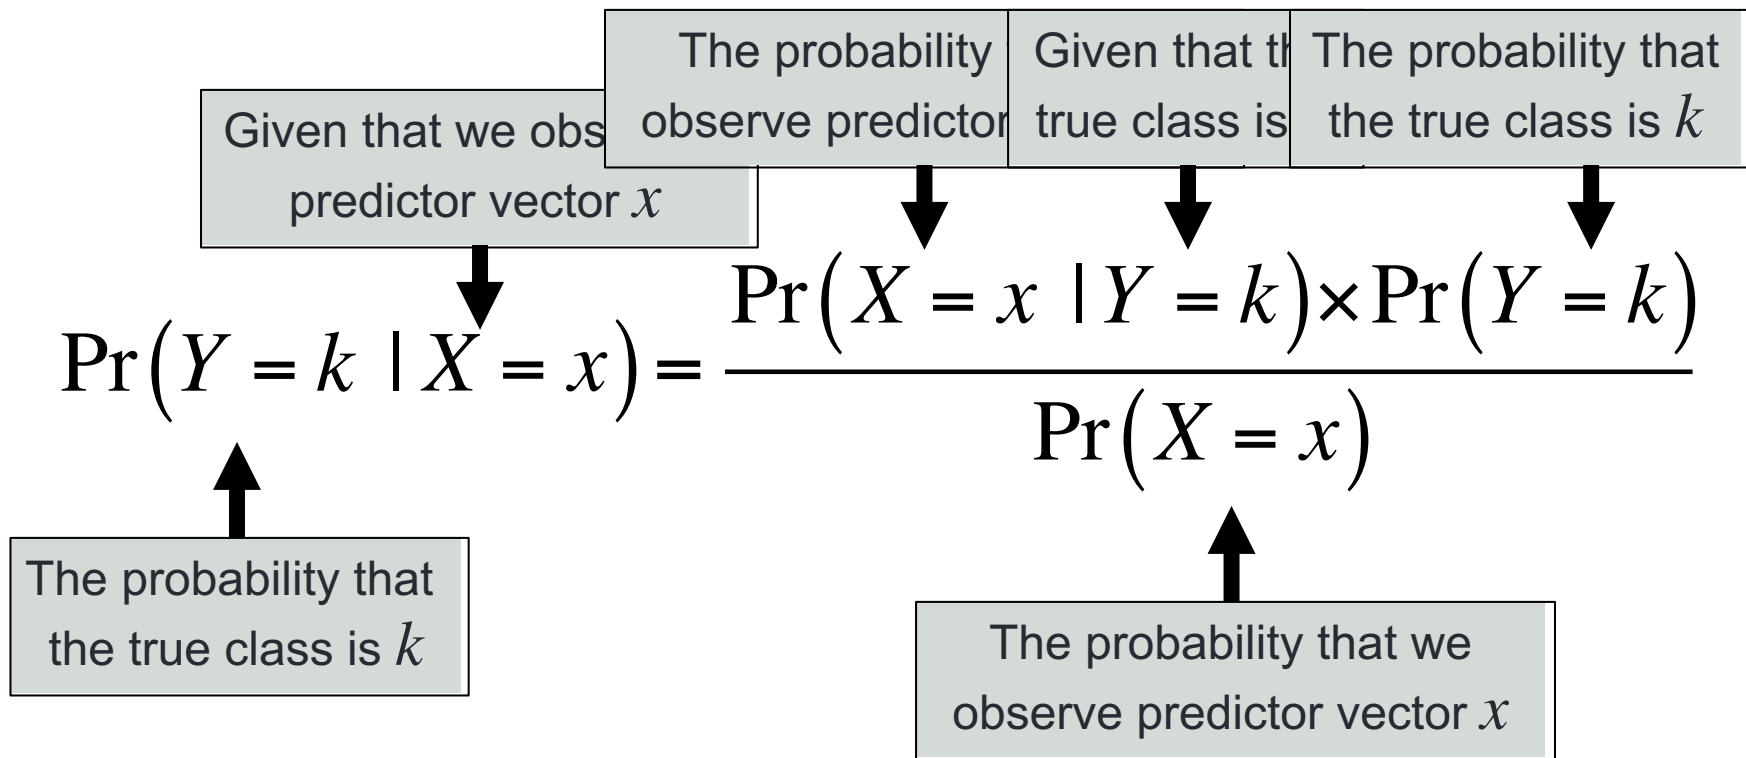 The probability
observe predictor
Given that th
true class is
The probability that
the true class is k
Given that we obs
predictor vector x
Pr(Y = k | X = x) = Pr(X = x | Y = k) × Pr(Y = k)
Pr(X = x)
The probability that
the true class is k
The probability that we
observe predictor vector x